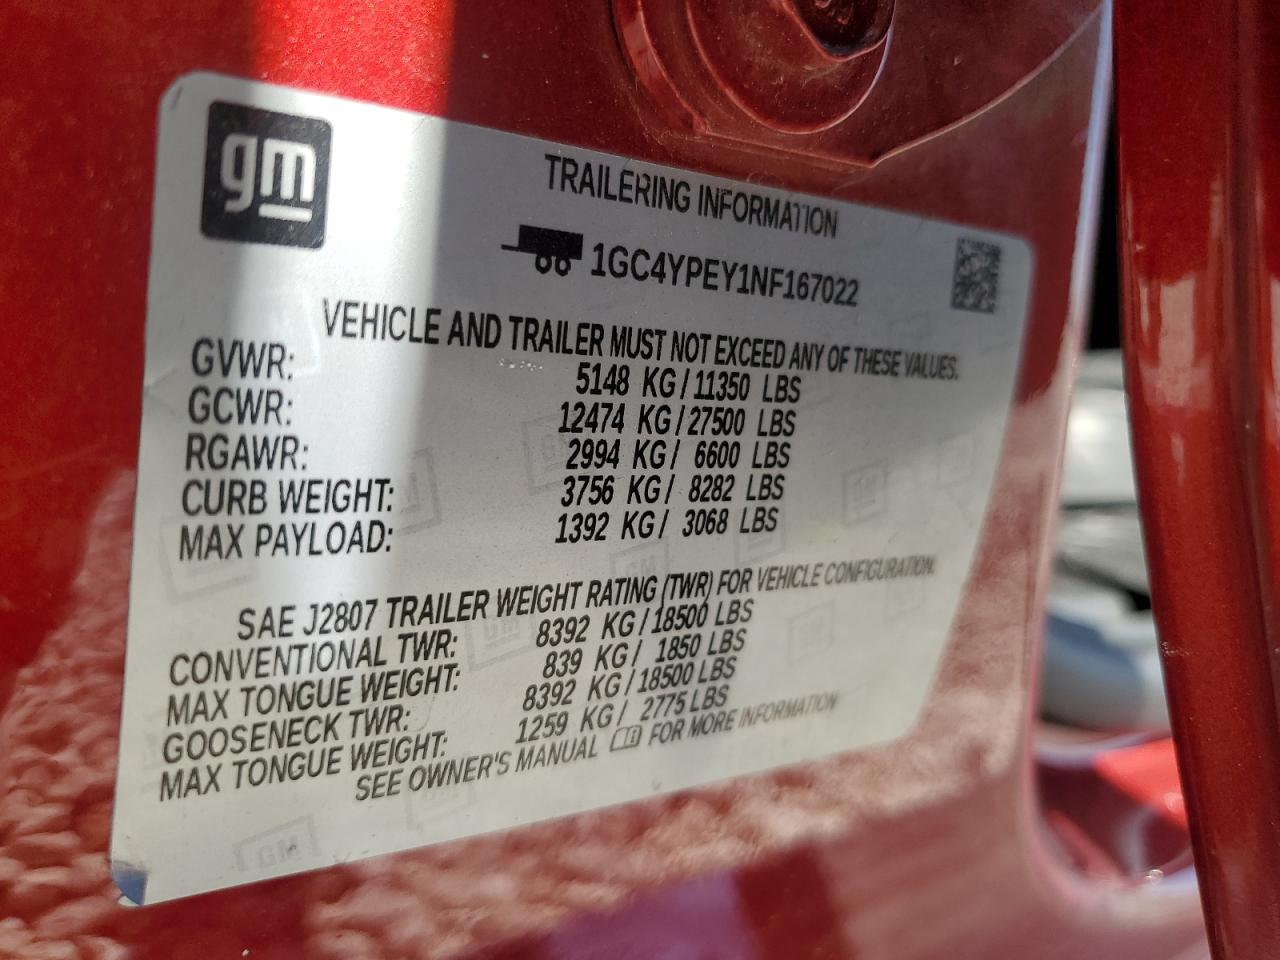 gm
TRAILERING INFORMATION
1GC4YPEY1NF167022
VEHICLE AND TRAILER MUST NOT EXCEED ANY OF THESE VALUES.
GVWR: 5148 KG/11350 LBS
GCWR: 12474 KG/27500 LBS
RGAWR: 2994 KG/ 6600 LBS
CURB WEIGHT: 3756 KG/ 8282 LBS
MAX PAYLOAD: 1392 KG/ 3068 LBS
SAE J2807 TRAILER WEIGHT RATING (TWR) FOR VEHICLE CONFIGURATION.
CONVENTIONAL TWR: 8392 KG/18500 LBS
MAX TONGUE WEIGHT: 839 KG/ 1850 LBS
GOOSENECK TWR: 8392 KG/18500 LBS
MAX TONGUE WEIGHT: 1259 KG/ 2775 LBS
SEE OWNER'S MANUAL FOR MORE INFORMATION